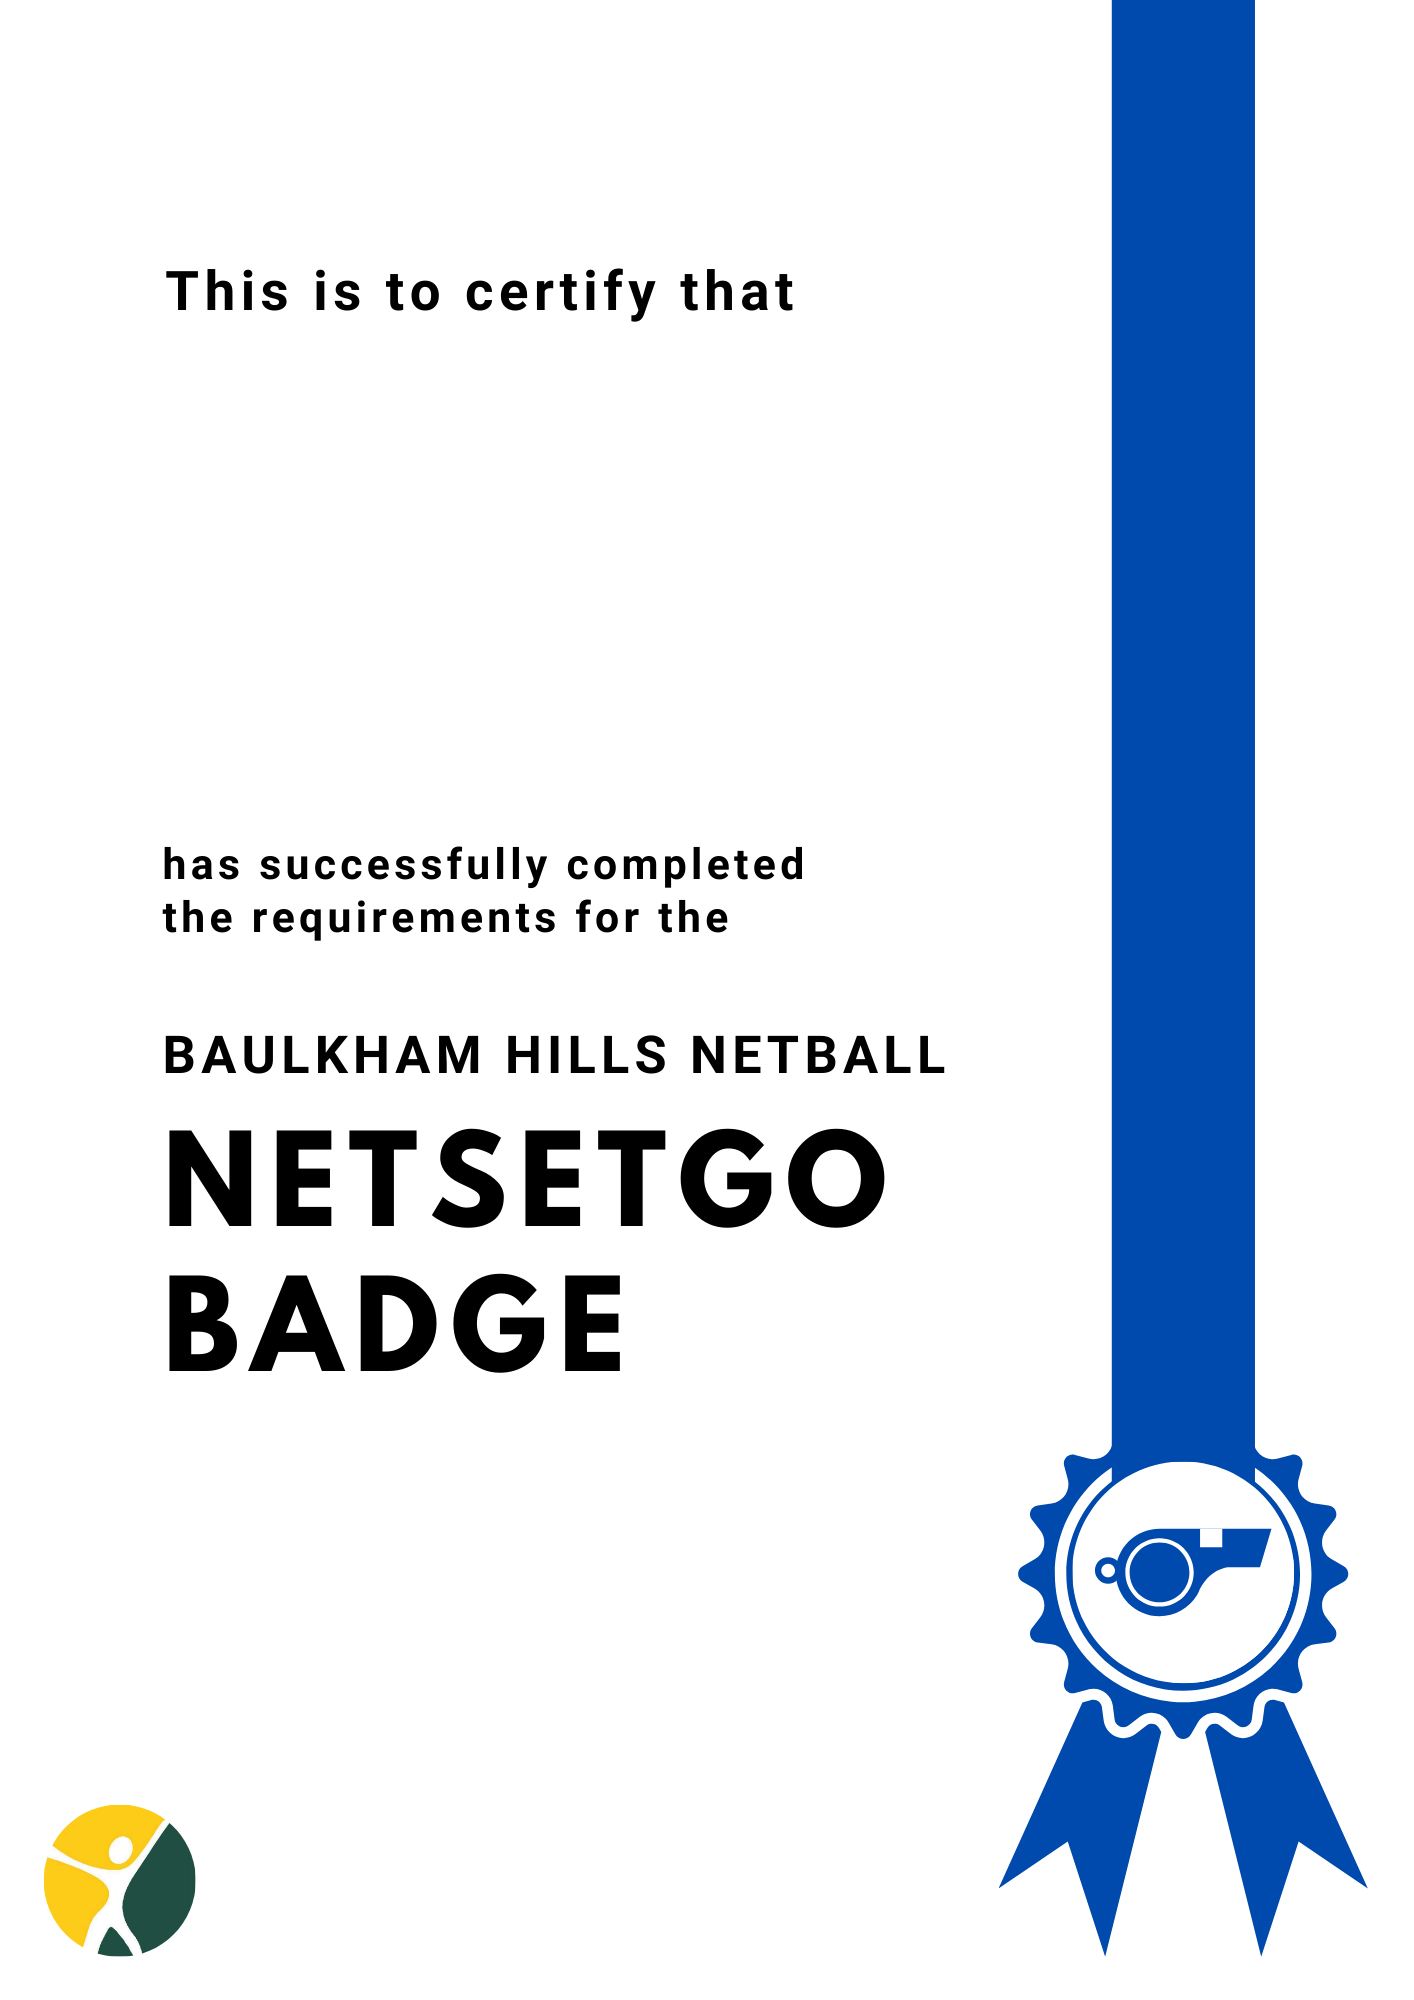 This is to certify that
has successfully completed
the requirements for the
BAULKHAM HILLS NETBALL
NETSETGO
BADGE